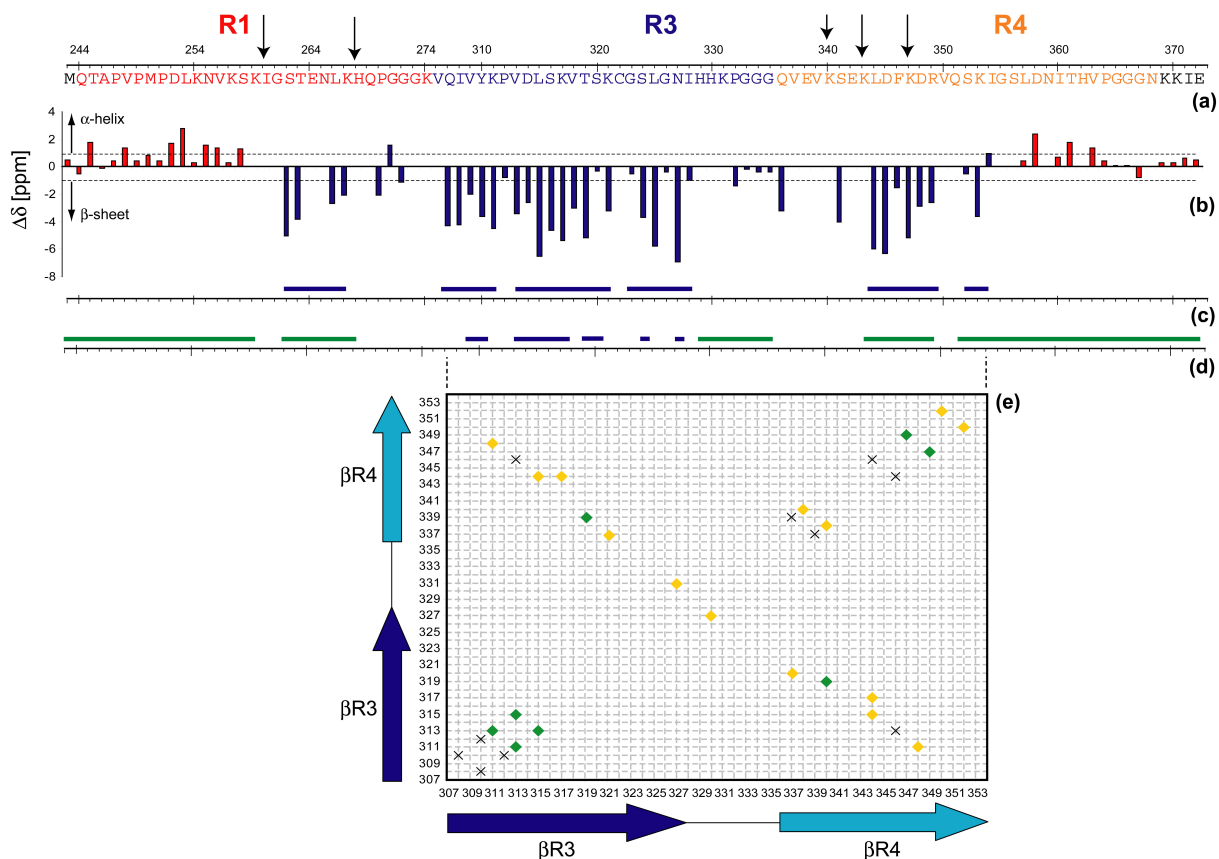 R1 R3 R4
244 254 264 274 310 320 330 340 350 360 370
MQTAPVPMPDLKNVKSKIGSTENLKHQPGGGKVQIVYKPVDLSKVTSKCGSLGNIHHKPGGGQVEVKSEKLDFKDRVQSKIGSLDNITHVPGGGNKKIE
(a)
4
α-helix
2
0
-2
β-sheet
-4
-6
-8
Δδ [ppm]
(b)
(c)
(d)
(e)
353
351
349
347
345
343
341
339
337
335
333
331
329
327
325
323
321
319
317
315
313
311
309
307
βR4
βR3
307 309 311 313 315 317 319 321 323 325 327 329 331 333 335 337 339 341 343 345 347 349 351 353
βR3 βR4